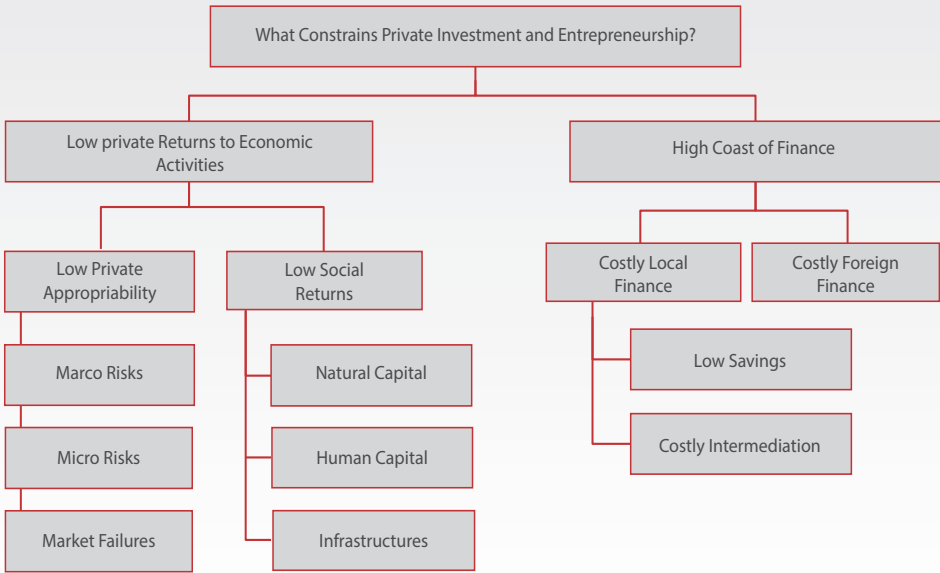 What Constrains Private Investment and Entrepreneurship?
Low private Returns to Economic
Activities
High Coast of Finance
Low Private
Appropriability
Low Social
Returns
Costly Local
Finance
Costly Foreign
Finance
Marco Risks
Natural Capital
Low Savings
Micro Risks
Human Capital
Costly Intermediation
Market Failures
Infrastructures